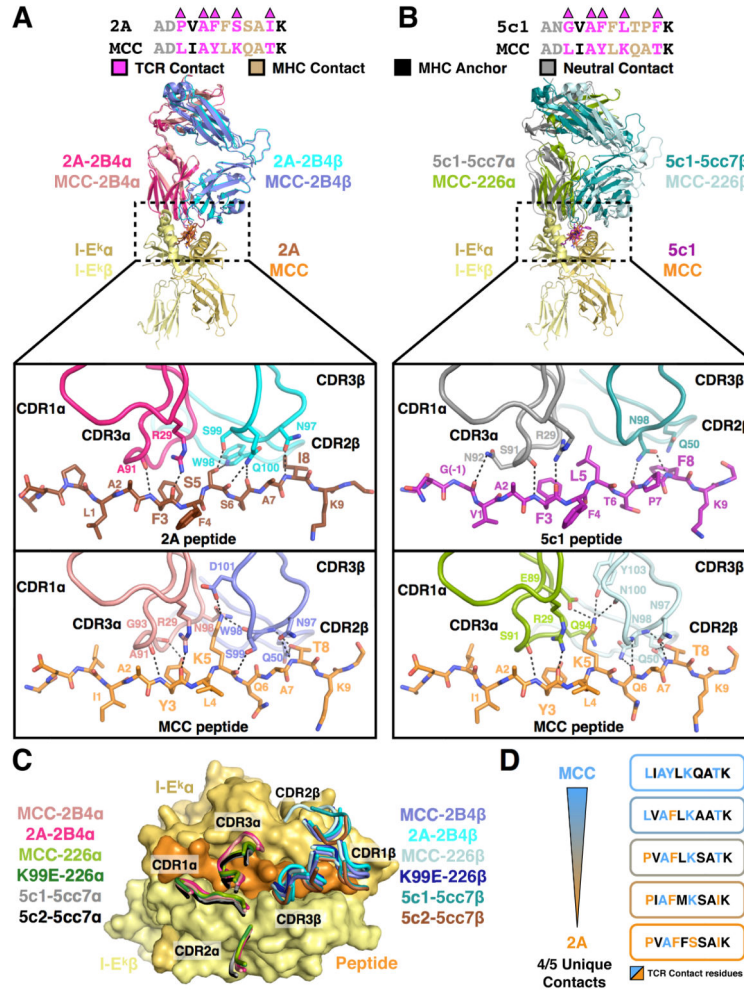 A
2A ADPVAFFSSAIK
MCC ADLIAYLKQATK
B
5c1 ANGVAFFLTPFK
MCC ADLIAYLKQATK
TCR Contact
MHC Contact
MHC Anchor
Neutral Contact
2A-2B4α
MCC-2B4α
2A-2B4β
MCC-2B4β
I-Eᵏα
I-Eᵏβ
2A
MCC
5c1-5cc7α
MCC-226α
5c1-5cc7β
MCC-226β
I-Eᵏα
I-Eᵏβ
5c1
MCC
CDR1α
CDR3α
CDR3β
CDR2β
R29
A91
S99
W98
N97
Q100
I8
L1
A2
F3
S5
F4
S6
A7
K9
2A peptide
CDR1α
CDR3α
CDR3β
CDR2β
R29
N92
S91
N98
Q50
G(-1)
V1
A2
F3
L5
F4
T6
P7
F8
K9
5c1 peptide
CDR1α
CDR3α
CDR3β
CDR2β
D101
G93
R29
N98
W98
N97
A91
K5
S99
Q50
T8
I1
A2
Y3
L4
Q6
A7
K9
MCC peptide
CDR1α
CDR3α
CDR3β
CDR2β
Y103
E89
N100
R29
Q94
N98
N97
S91
K5
Q50
T8
I1
A2
Y3
L4
Q6
A7
K9
MCC peptide
C
I-Eᵏα
CDR2β
CDR3α
CDR1α
CDR1β
CDR3β
CDR2α
I-Eᵏβ
Peptide
MCC-2B4α
2A-2B4α
MCC-226α
K99E-226α
5c1-5cc7α
5c2-5cc7α
MCC-2B4β
2A-2B4β
MCC-226β
K99E-226β
5c1-5cc7β
5c2-5cc7β
D
MCC
2A
4/5 Unique
Contacts
LIAYLKQATK
LVAFLKAATK
PVAFLKSATK
PIAFMKSAIK
PVAFFSSAIK
TCR Contact residues